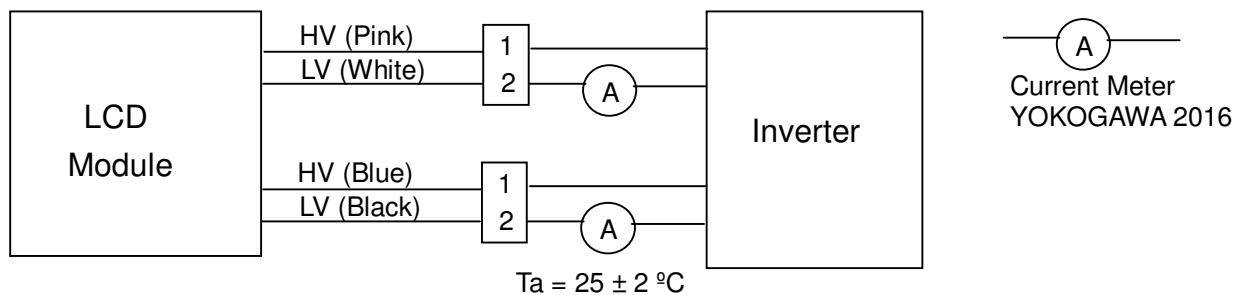 HV (Pink)
LV (White)
1
2
A
LCD
Module
HV (Blue)
LV (Black)
1
2
A
Inverter
Ta = 25 ± 2 ºC
A
Current Meter
YOKOGAWA 2016